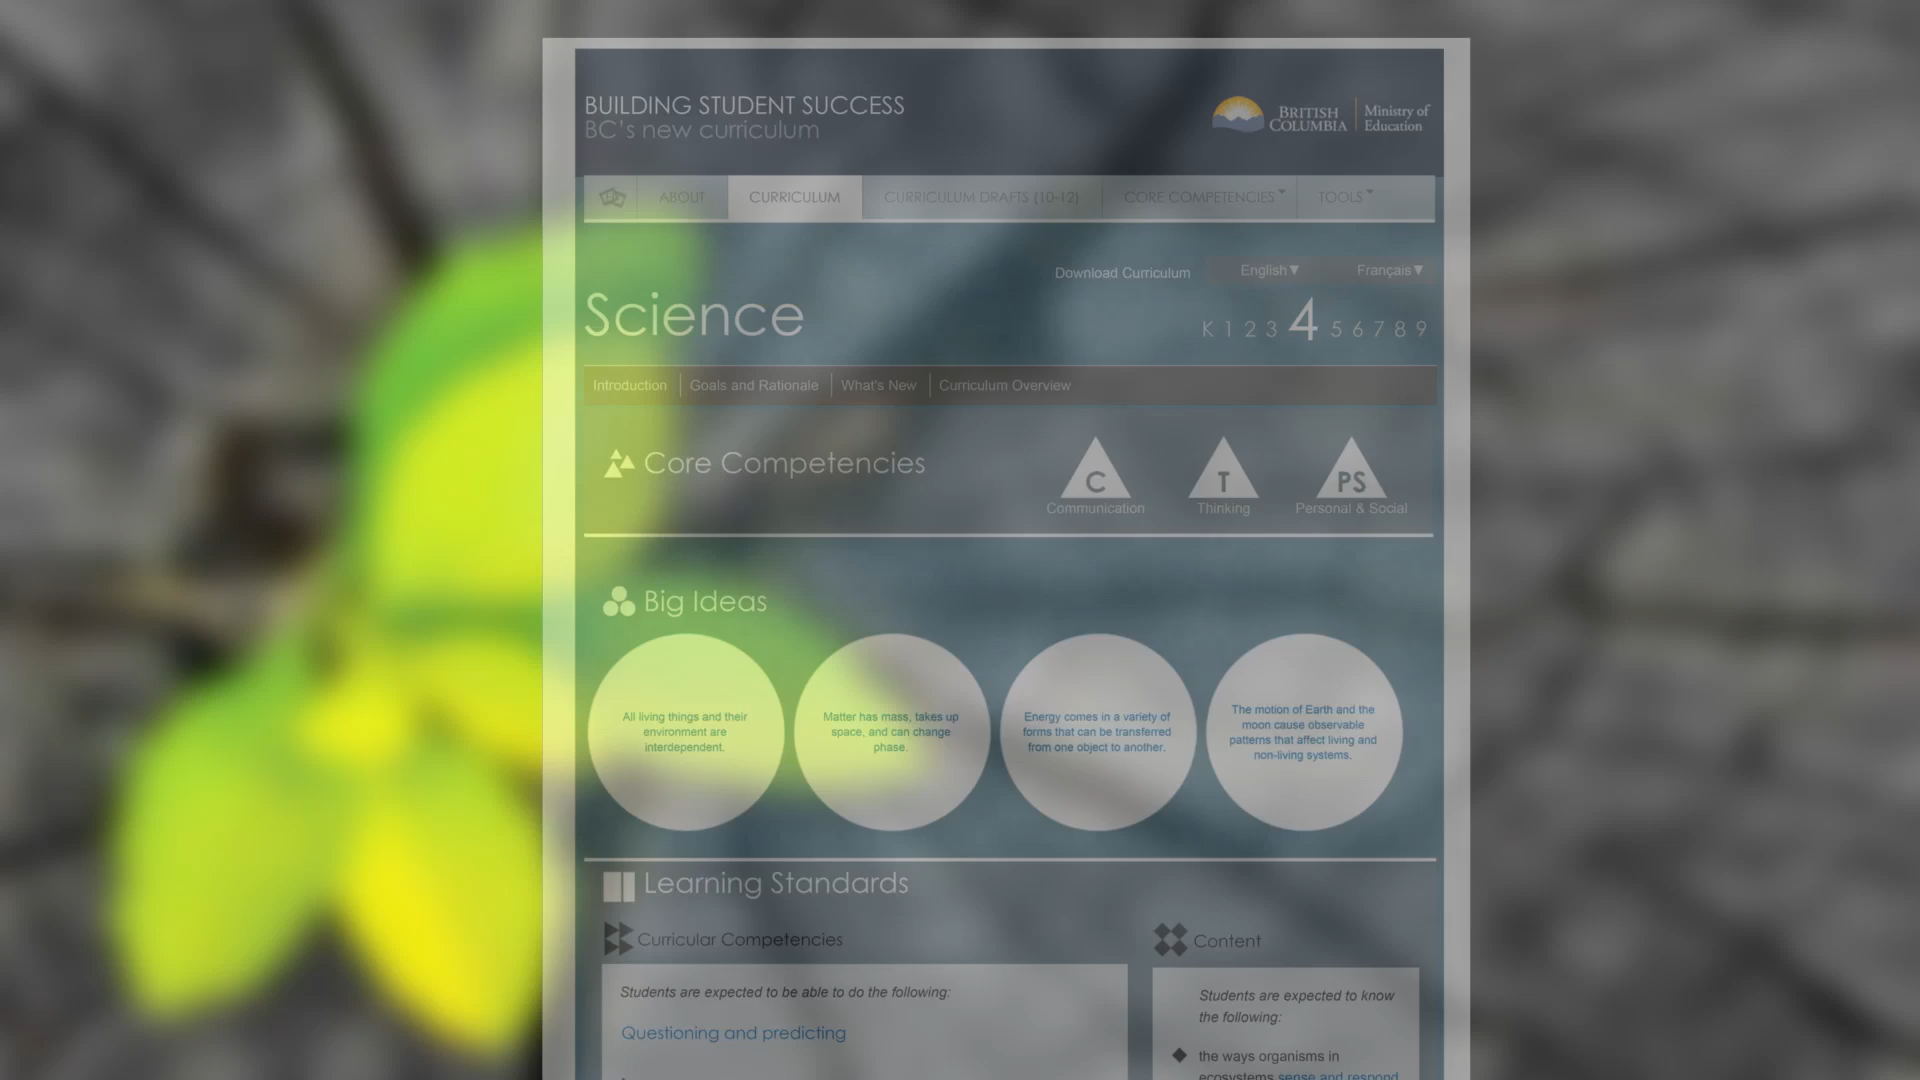 BUILDING STUDENT SUCCESS
BC's new curriculum
BRITISH
COLUMBIA
Ministry of
Education
ABOUT
CURRICULUM
CURRICULUM DRAFTS (10-12)
CORE COMPETENCIES
TOOLS
Download Curriculum
English▼
Français▼
Science
K 1 2 3 4 5 6 7 8 9
Introduction
Goals and Rationale
What's New
Curriculum Overview
Core Competencies
C
Communication
T
Thinking
PS
Personal & Social
Big Ideas
All living things and their
environment are
interdependent.
Matter has mass, takes up
space, and can change
phase.
Energy comes in a variety of
forms that can be transferred
from one object to another.
The motion of Earth and the
moon cause observable
patterns that affect living and
non-living systems.
Learning Standards
Curricular Competencies
Students are expected to be able to do the following:
Questioning and predicting
Content
Students are expected to know
the following:
the ways organisms in
ecosystems sense and respond